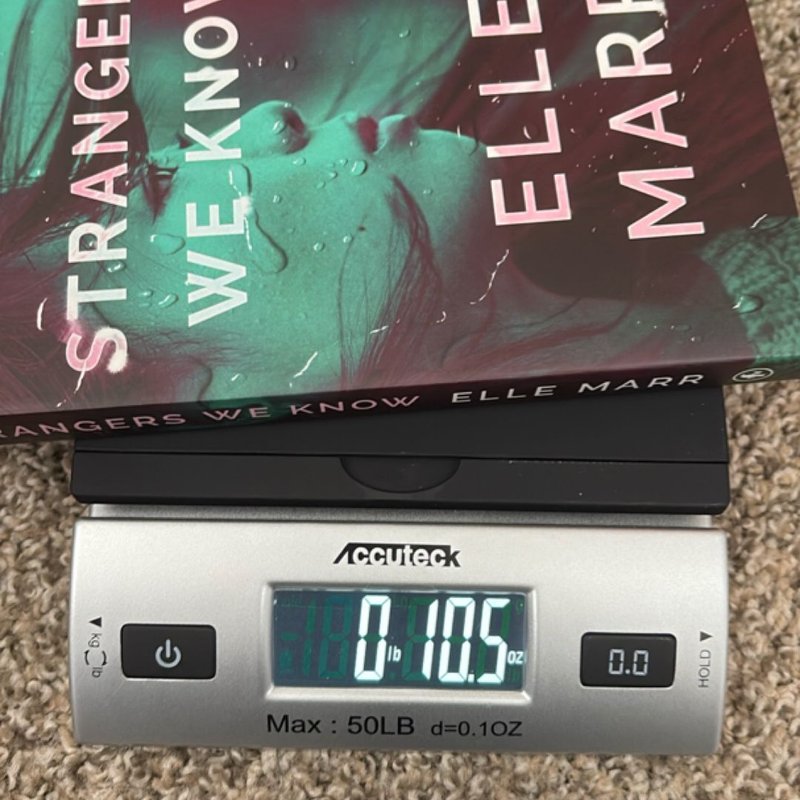 STRANGER
WE KNOW
ELLE
MARR
RANGERS WE KNOW ELLE MARR
Accuteck
kg lb
0 lb 10.5 oz
0.0
HOLD
Max : 50LB d=0.1OZ